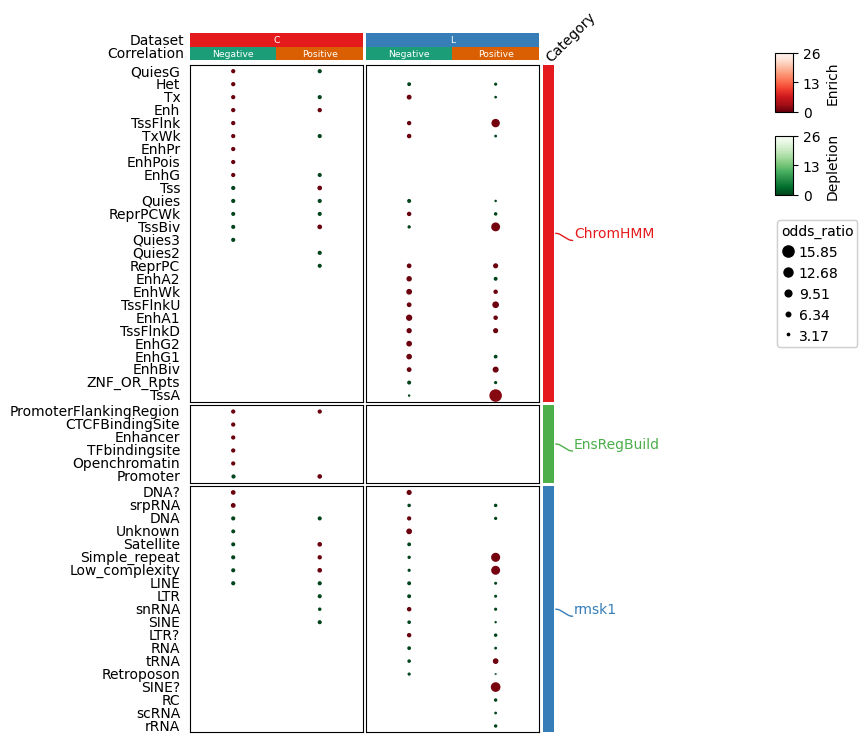 Category
Dataset C L
Correlation Negative Positive Negative Positive
QuiesG
Het
Tx
Enh
TssFlnk
TxWk
EnhPr
EnhPois
EnhG
Tss
Quies
ReprPCWk
TssBiv
Quies3
Quies2
ReprPC
EnhA2
EnhWk
TssFlnkU
EnhA1
TssFlnkD
EnhG2
EnhG1
EnhBiv
ZNF_OR_Rpts
TssA
ChromHMM
PromoterFlankingRegion
CTCFBindingSite
Enhancer
TFbindingsite
Openchromatin
Promoter
EnsRegBuild
DNA?
srpRNA
DNA
Unknown
Satellite
Simple_repeat
Low_complexity
LINE
LTR
snRNA
SINE
LTR?
RNA
tRNA
Retroposon
SINE?
RC
scRNA
rRNA
rmsk1
26
13
0
Enrich
26
13
0
Depletion
odds_ratio
15.85
12.68
9.51
6.34
3.17